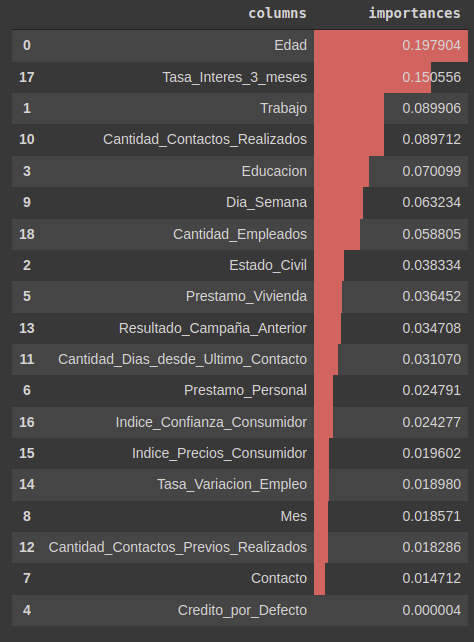 columns importances
0 Edad 0.197904
17 Tasa_Interes_3_meses 0.150556
1 Trabajo 0.089906
10 Cantidad_Contactos_Realizados 0.089712
3 Educacion 0.070099
9 Dia_Semana 0.063234
18 Cantidad_Empleados 0.058805
2 Estado_Civil 0.038334
5 Prestamo_Vivienda 0.036452
13 Resultado_Campaña_Anterior 0.034708
11 Cantidad_Dias_desde_Ultimo_Contacto 0.031070
6 Prestamo_Personal 0.024791
16 Indice_Confianza_Consumidor 0.024277
15 Indice_Precios_Consumidor 0.019602
14 Tasa_Variacion_Empleo 0.018980
8 Mes 0.018571
12 Cantidad_Contactos_Previos_Realizados 0.018286
7 Contacto 0.014712
4 Credito_por_Defecto 0.000004